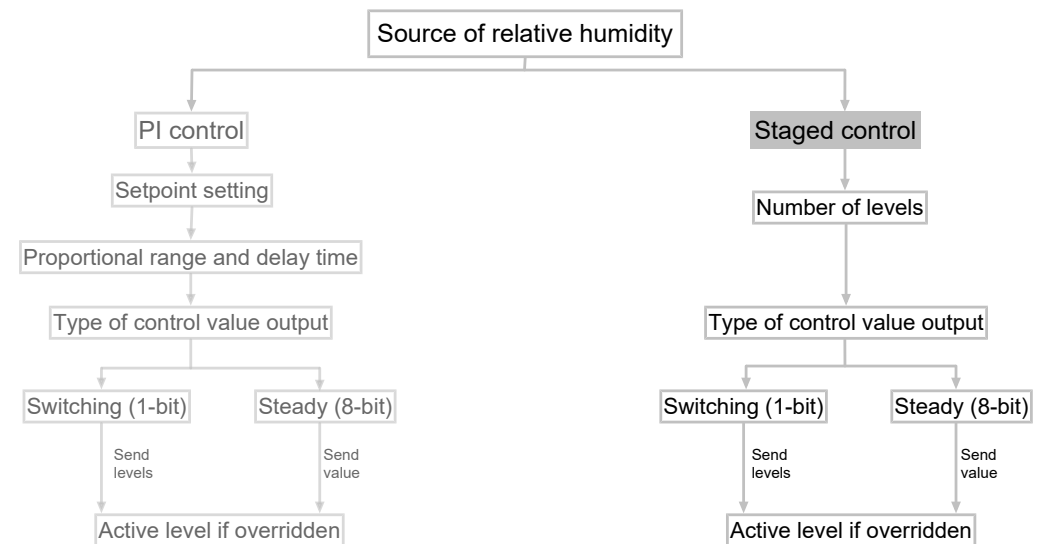 Source of relative humidity
PI control
Staged control
Setpoint setting
Number of levels
Proportional range and delay time
Type of control value output
Type of control value output
Switching (1-bit)
Steady (8-bit)
Switching (1-bit)
Steady (8-bit)
Send
levels
Send
value
Send
levels
Send
value
Active level if overridden
Active level if overridden